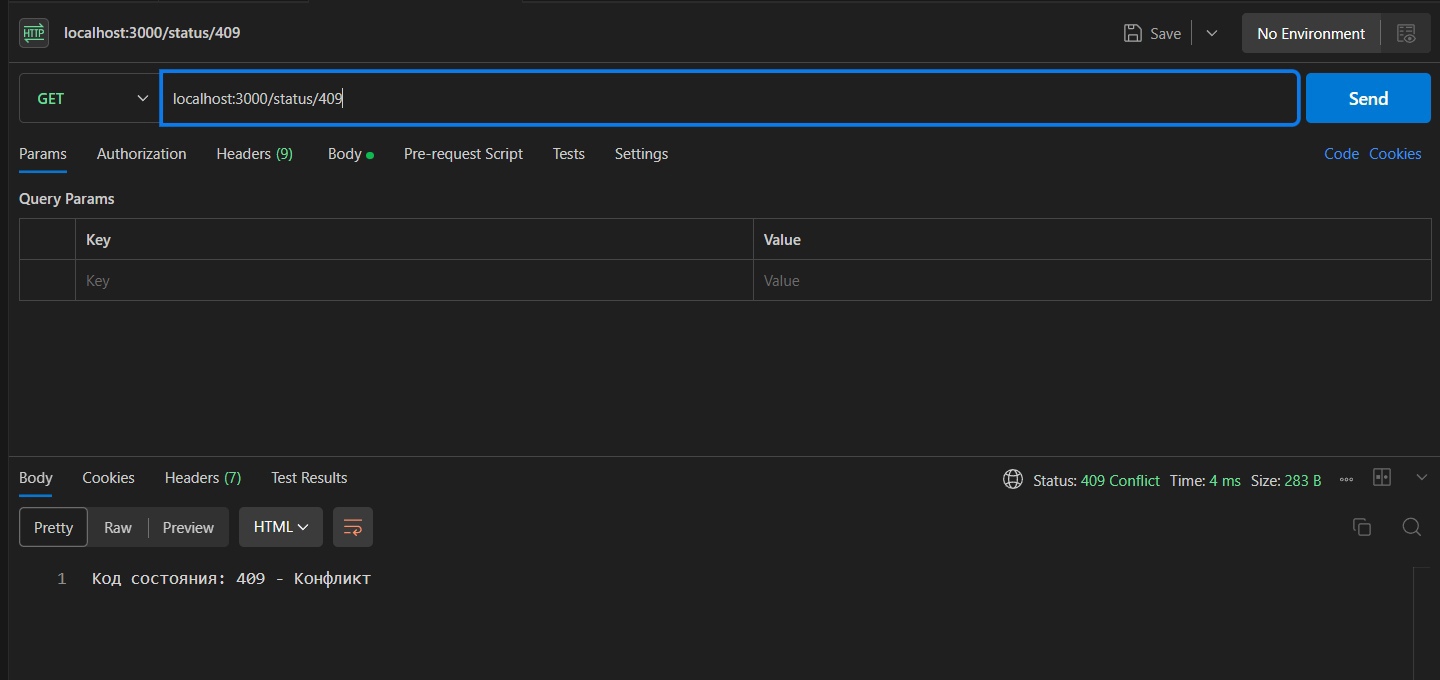 HTTP localhost:3000/status/409 Save No Environment
GET localhost:3000/status/409 Send
Params Authorization Headers (9) Body Pre-request Script Tests Settings Code Cookies
Query Params
Key Value
Key Value
Body Cookies Headers (7) Test Results Status: 409 Conflict Time: 4 ms Size: 283 B
Pretty Raw Preview HTML
1 Код состояния: 409 - Конфликт